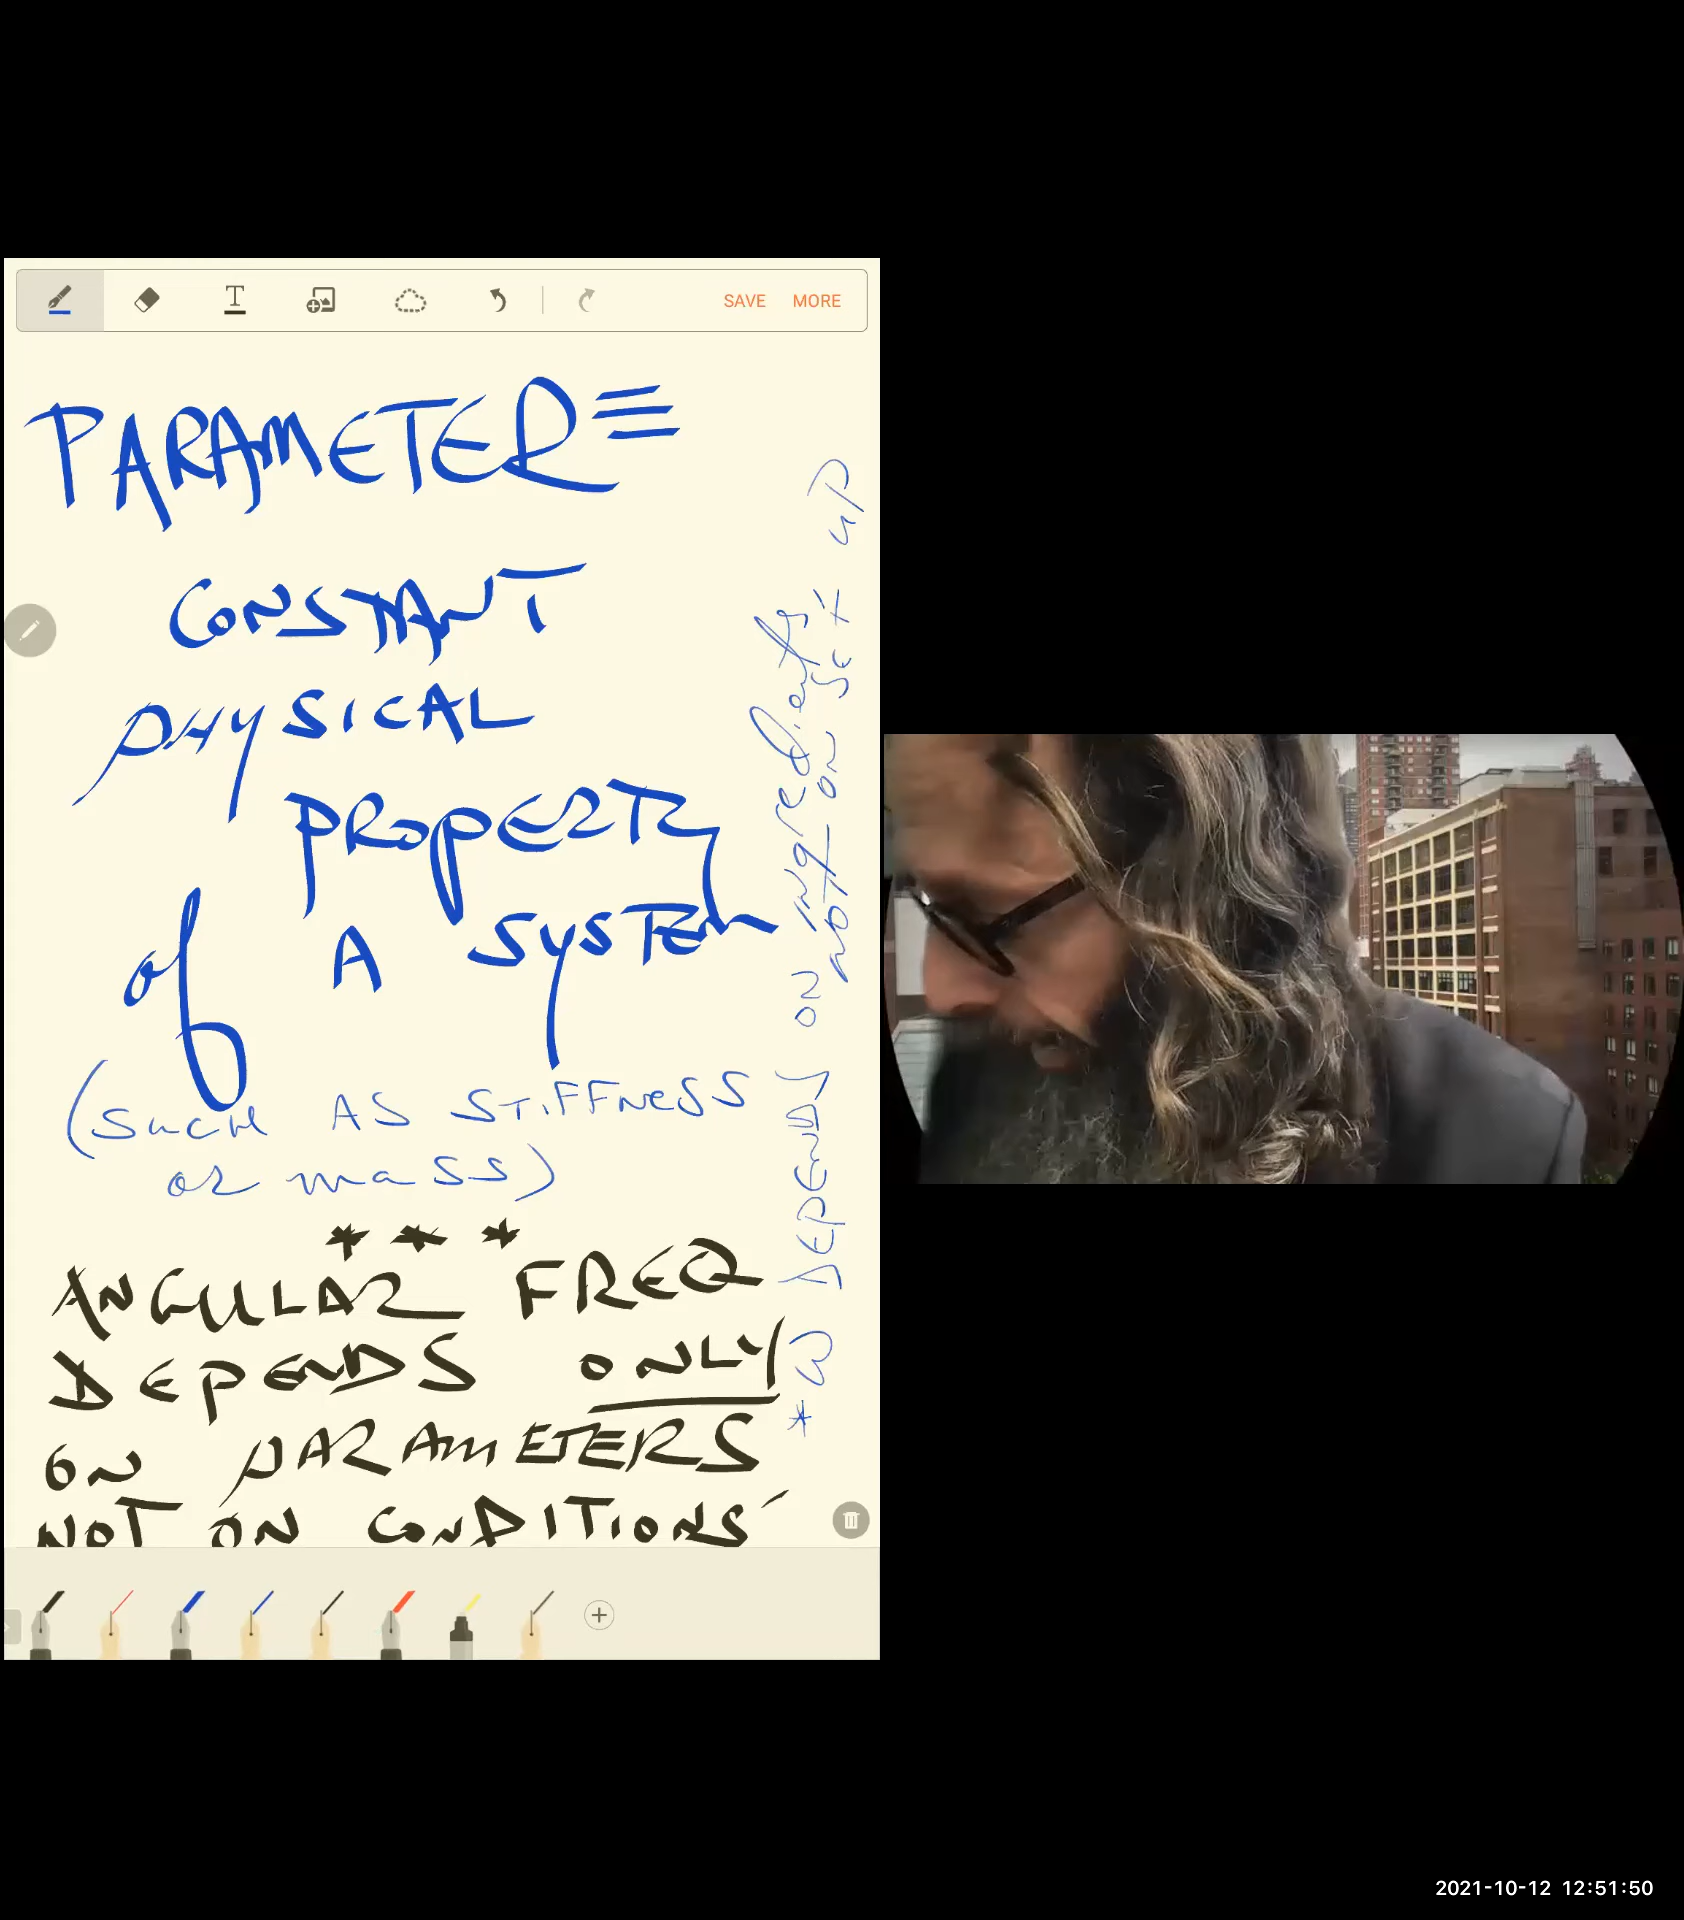 SAVE MORE
PARAMETER ≡
CONSTANT
PHYSICAL
PROPERTY
of A SYSTEM
(SUCH AS STIFFNESS
OR MASS)
* * *
ANGULAR FREQ
DEPENDS ONLY
ON PARAMETERS
NOT ON CONDITIONS
* ω DEPENDS ON INgredients
NOT ON SET UP
2021-10-12 12:51:50